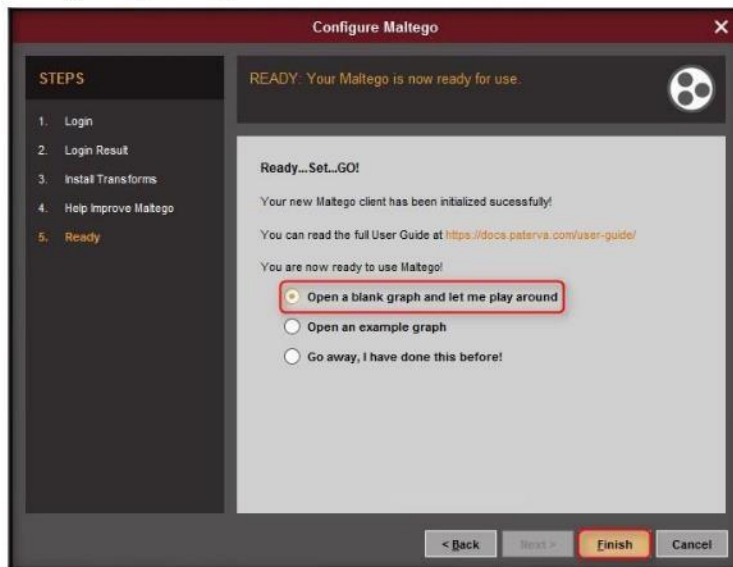 Configure Maltego
STEPS
1. Login
2. Login Result
3. Install Transforms
4. Help Improve Maltego
5. Ready
READY: Your Maltego is now ready for use.
Ready...Set...GO!
Your new Maltego client has been initialized sucessfully!
You can read the full User Guide at https://docs.paterva.com/user-guide/
You are now ready to use Maltego!
Open a blank graph and let me play around
Open an example graph
Go away, I have done this before!
< Back Next > Finish Cancel